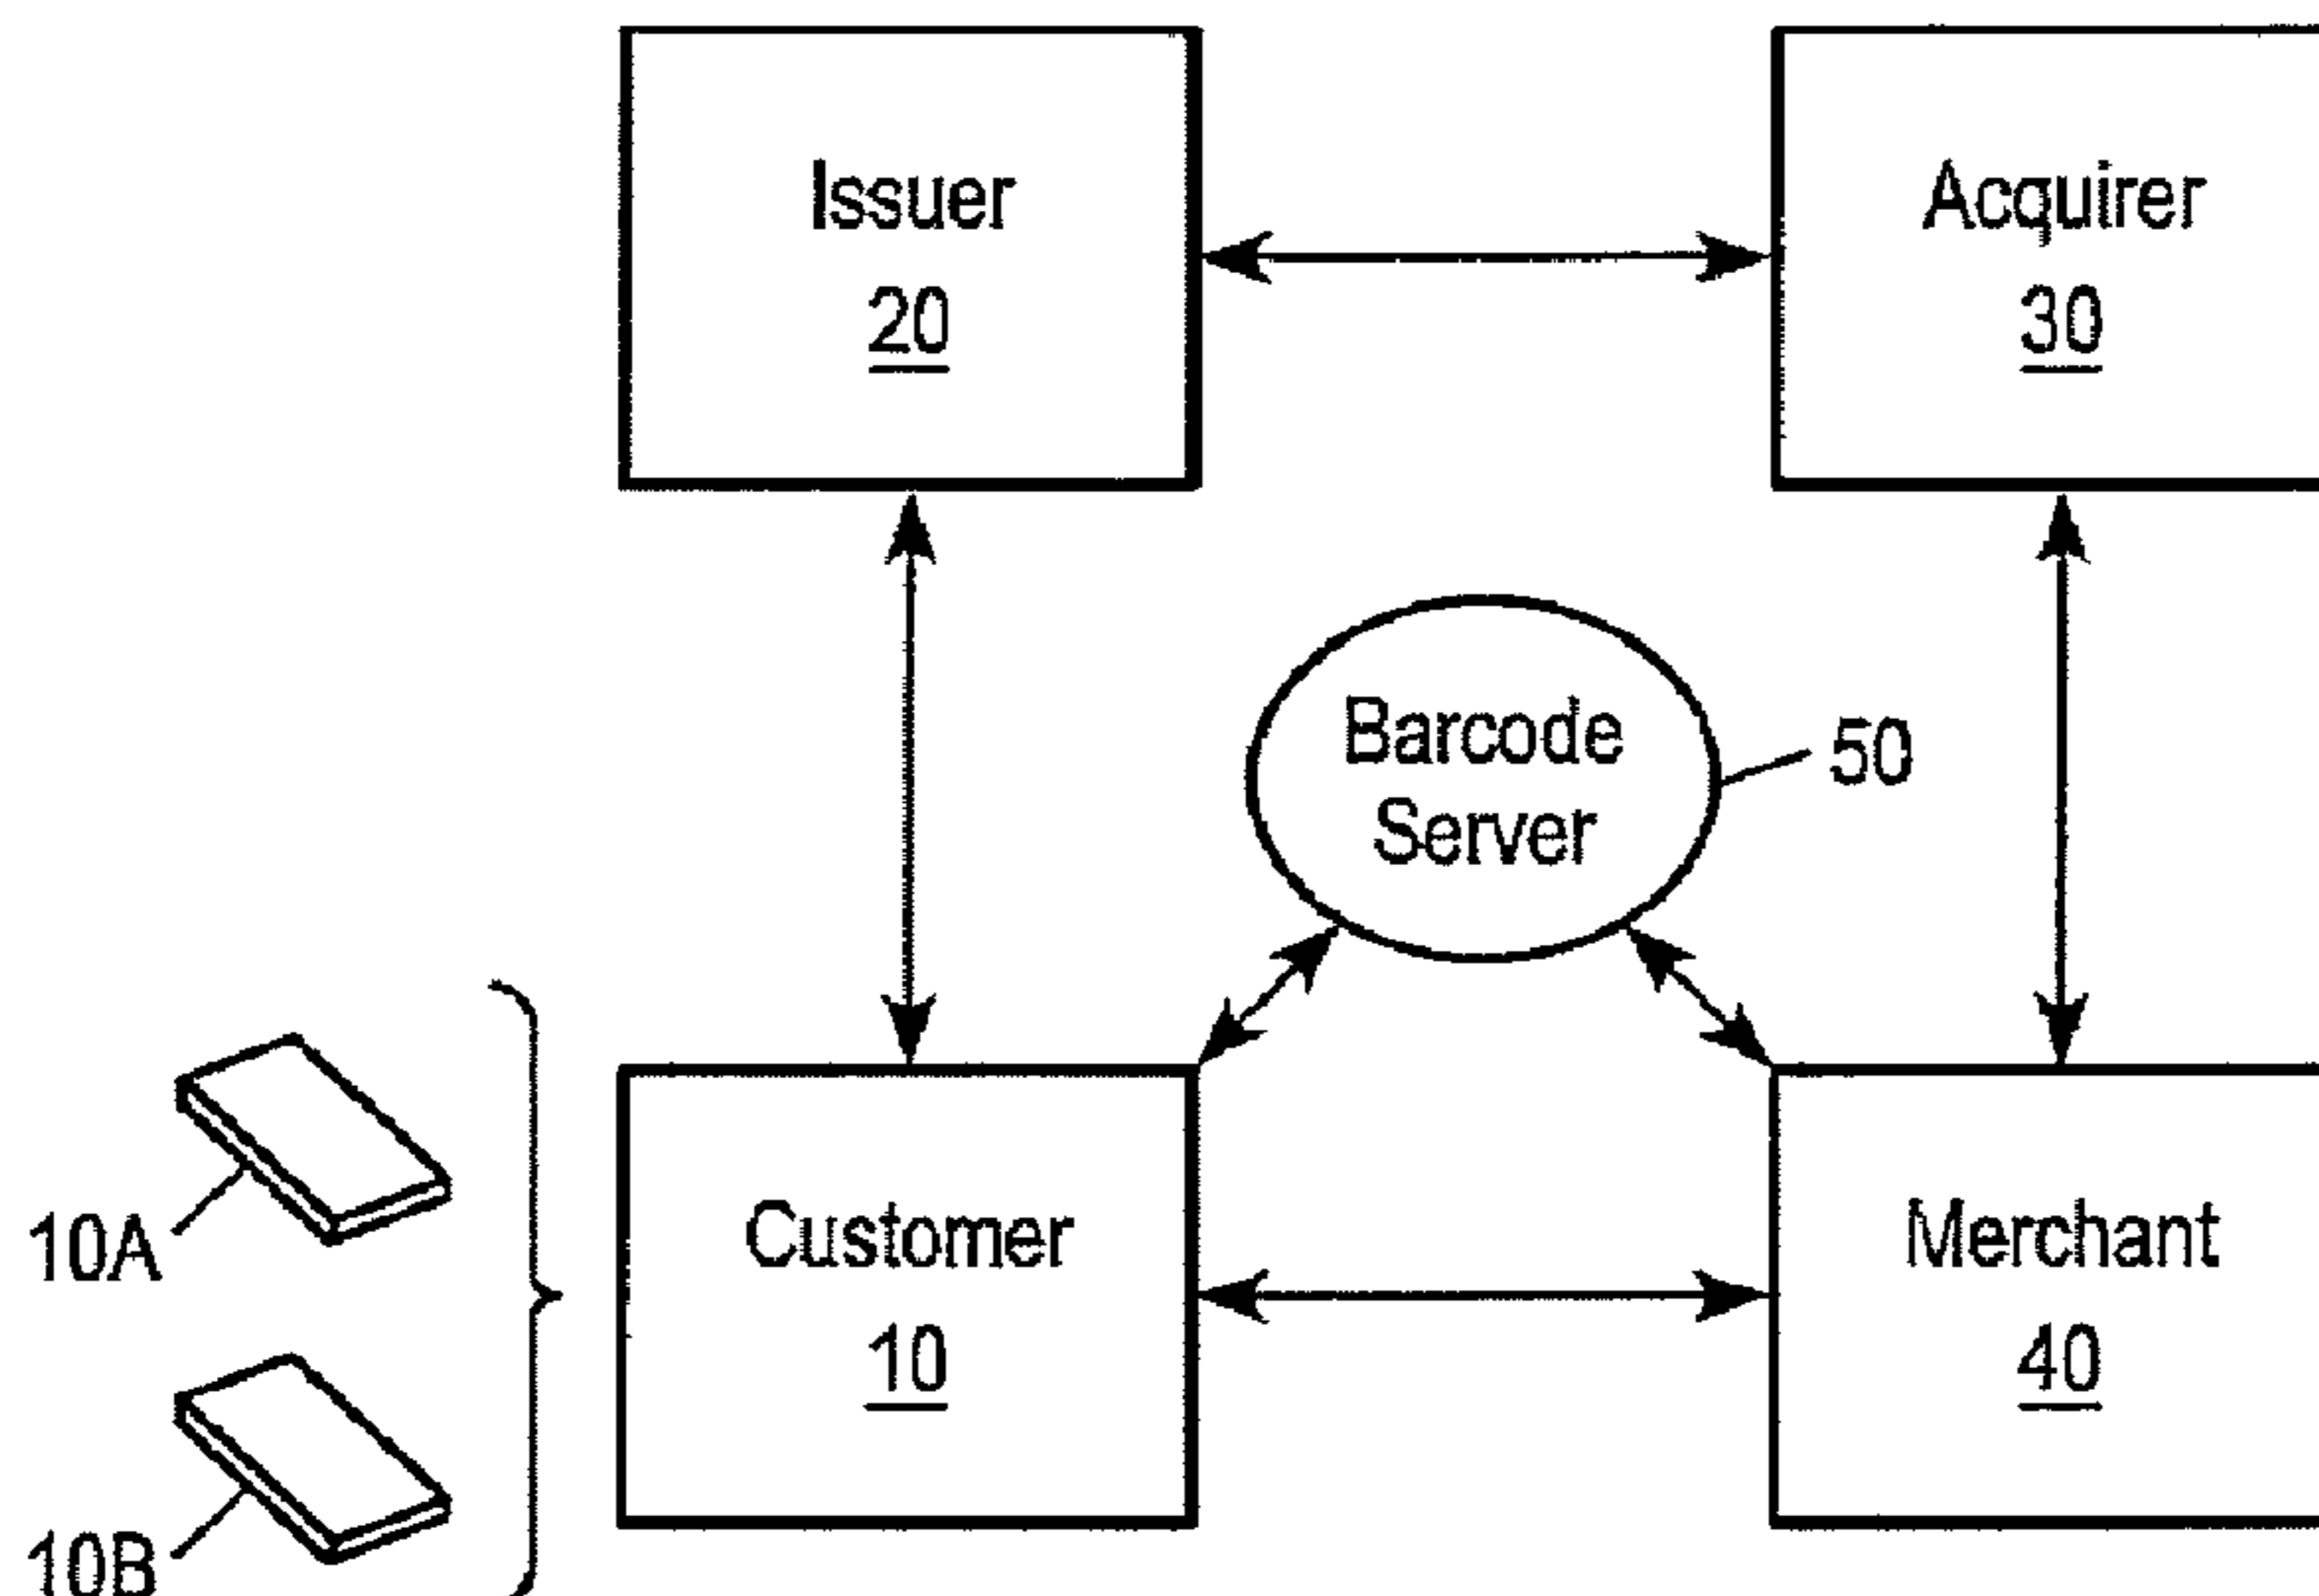 Issuer
20
Acquirer
30
Barcode
Server
50
10A
Customer
10
Merchant
40
10B